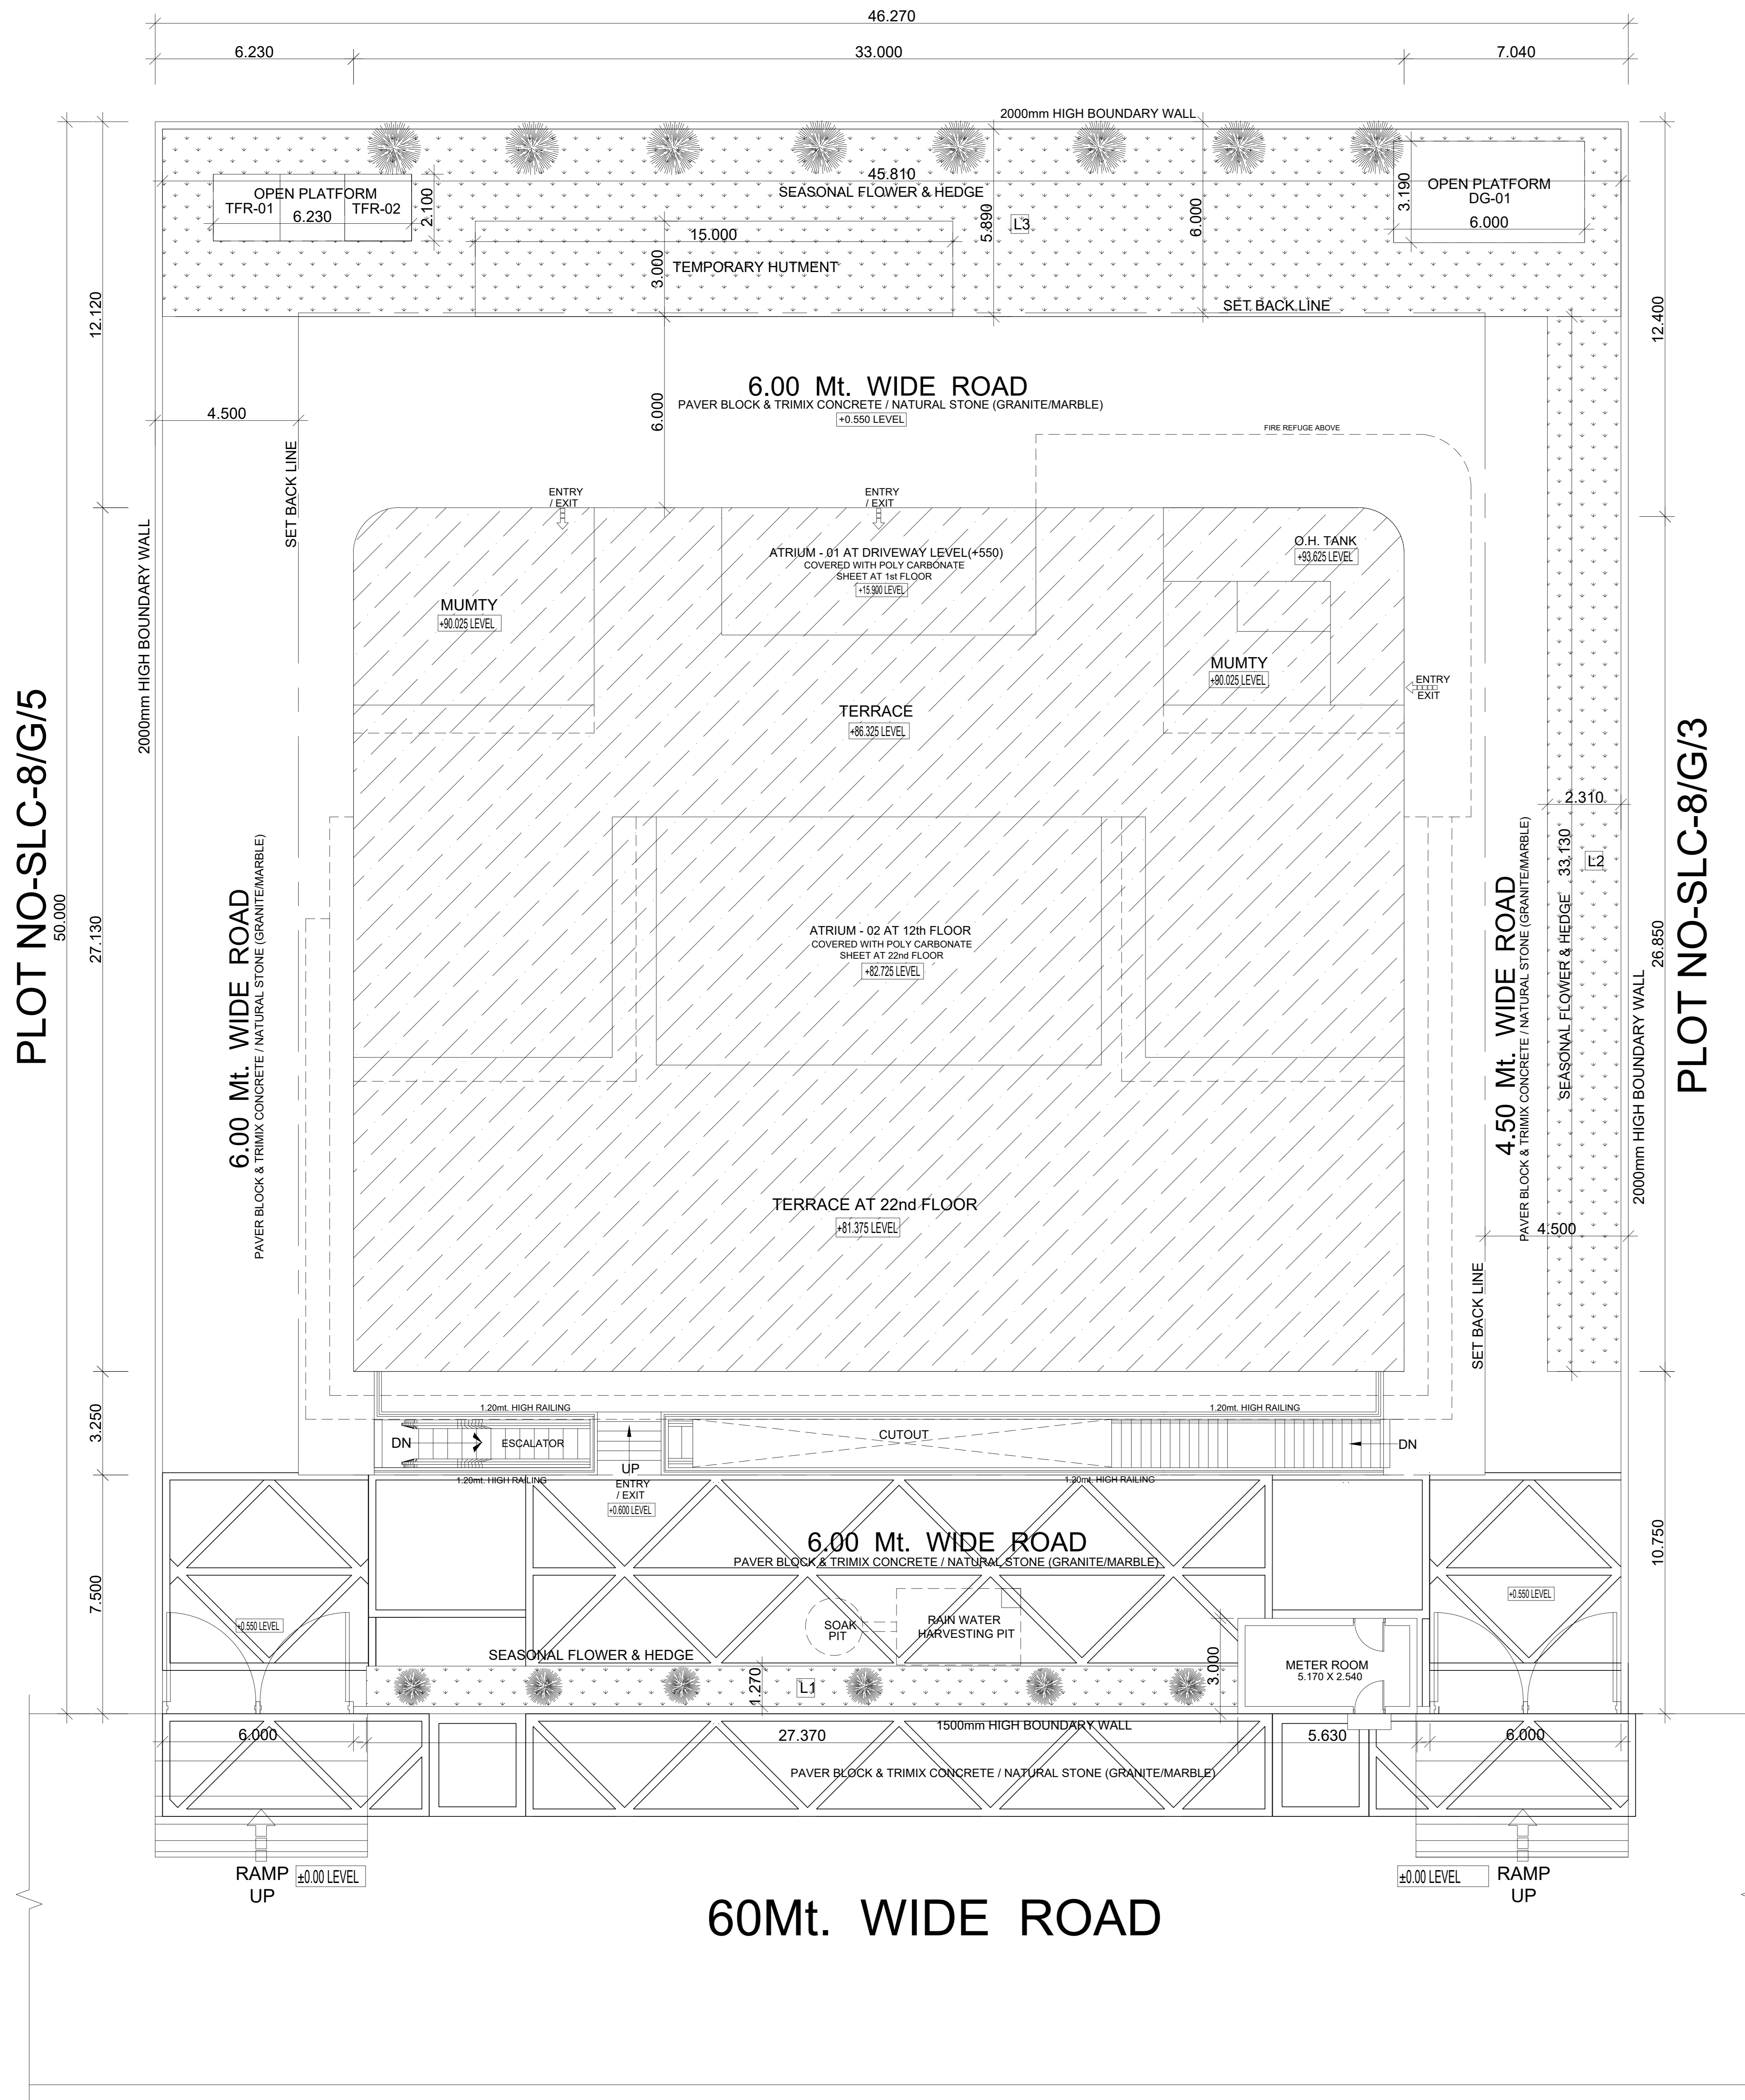 46.270
6.230
33.000
7.040
2000mm HIGH BOUNDARY WALL
45.810
SEASONAL FLOWER & HEDGE
OPEN PLATFORM
TFR-01
TFR-02
6.230
2.100
OPEN PLATFORM
DG-01
3.190
6.000
15.000
3.000
TEMPORARY HUTMENT
5.890
L3
6.000
SET BACK LINE
12.120
12.400
6.00 Mt. WIDE ROAD
PAVER BLOCK & TRIMIX CONCRETE / NATURAL STONE (GRANITE/MARBLE)
+0.550 LEVEL
4.500
6.000
FIRE REFUGE ABOVE
SET BACK LINE
2000mm HIGH BOUNDARY WALL
ENTRY
/ EXIT
ENTRY
/ EXIT
ATRIUM - 01 AT DRIVEWAY LEVEL(+550)
COVERED WITH POLY CARBONATE
SHEET AT 1st FLOOR
+15.900 LEVEL
O.H. TANK
+93.625 LEVEL
MUMTY
+90.025 LEVEL
MUMTY
+90.025 LEVEL
ENTRY
EXIT
TERRACE
+86.325 LEVEL
PLOT NO-SLC-8/G/5
50.000
27.130
6.00 Mt. WIDE ROAD
PAVER BLOCK & TRIMIX CONCRETE / NATURAL STONE (GRANITE/MARBLE)
ATRIUM - 02 AT 12th FLOOR
COVERED WITH POLY CARBONATE
SHEET AT 22nd FLOOR
+82.725 LEVEL
4.50 Mt. WIDE ROAD
PAVER BLOCK & TRIMIX CONCRETE / NATURAL STONE (GRANITE/MARBLE)
2.310
SEASONAL FLOWER & HEDGE
33.130
L2
26.850
2000mm HIGH BOUNDARY WALL
PLOT NO-SLC-8/G/3
TERRACE AT 22nd FLOOR
+81.375 LEVEL
4.500
SET BACK LINE
3.250
1.20mt. HIGH RAILING
1.20mt. HIGH RAILING
DN
ESCALATOR
CUTOUT
DN
UP
1.20mt. HIGH RAILING
1.20mt. HIGH RAILING
ENTRY
/ EXIT
+0.600 LEVEL
6.00 Mt. WIDE ROAD
PAVER BLOCK & TRIMIX CONCRETE / NATURAL STONE (GRANITE/MARBLE)
7.500
10.750
+0.550 LEVEL
+0.550 LEVEL
SOAK
PIT
RAIN WATER
HARVESTING PIT
SEASONAL FLOWER & HEDGE
1.270
L1
3.000
METER ROOM
5.170 X 2.540
6.000
27.370
1500mm HIGH BOUNDARY WALL
5.630
6.000
PAVER BLOCK & TRIMIX CONCRETE / NATURAL STONE (GRANITE/MARBLE)
RAMP
UP
±0.00 LEVEL
±0.00 LEVEL
RAMP
UP
60Mt. WIDE ROAD